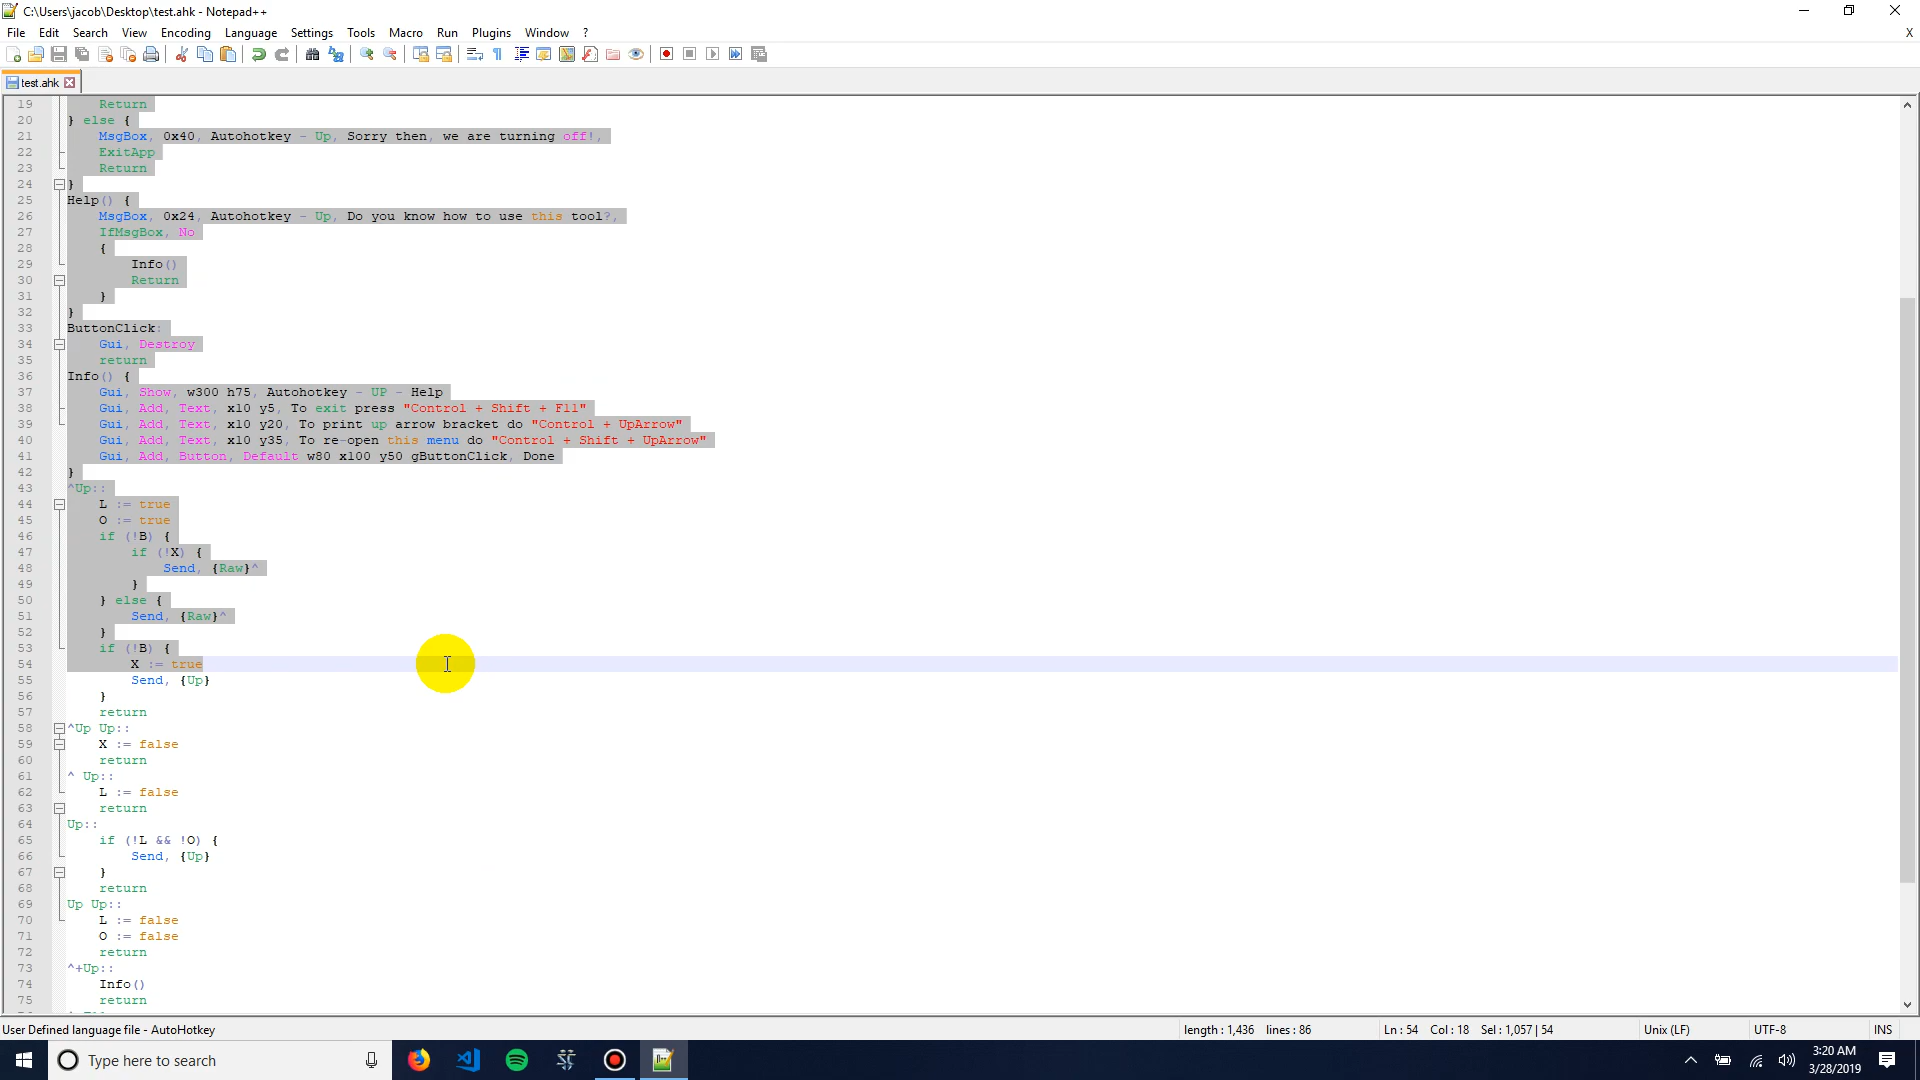 C:\Users\jacob\Desktop\test.ahk - Notepad++
File Edit Search View Encoding Language Settings Tools Macro Run Plugins Window ? X
test.ahk
19 Return
20 } else {
21 MsgBox, 0x40, Autohotkey - Up, Sorry then, we are turning off!,
22 ExitApp
23 Return
24 }
25 Help() {
26 MsgBox, 0x24, Autohotkey - Up, Do you know how to use this tool?,
27 IfMsgBox, No
28 {
29 Info()
30 Return
31 }
32 }
33 ButtonClick:
34 Gui, Destroy
35 return
36 Info() {
37 Gui, Show, w300 h75, Autohotkey - UP - Help
38 Gui, Add, Text, x10 y5, To exit press "Control + Shift + F11"
39 Gui, Add, Text, x10 y20, To print up arrow bracket do "Control + UpArrow"
40 Gui, Add, Text, x10 y35, To re-open this menu do "Control + Shift + UpArrow"
41 Gui, Add, Button, Default w80 x100 y50 gButtonClick, Done
42 }
43 ^Up::
44 L := true
45 O := true
46 if (!B) {
47 if (!X) {
48 Send, {Raw}^
49 }
50 } else {
51 Send, {Raw}^
52 }
53 if (!B) {
54 X := true
55 Send, {Up}
56 }
57 return
58 ^Up Up::
59 X := false
60 return
61 ^ Up::
62 L := false
63 return
64 Up::
65 if (!L && !O) {
66 Send, {Up}
67 }
68 return
69 Up Up::
70 L := false
71 O := false
72 return
73 ^+Up::
74 Info()
75 return
User Defined language file - AutoHotkey length : 1,436 lines : 86 Ln : 54 Col : 18 Sel : 1,057 | 54 Unix (LF) UTF-8 INS
Type here to search
3:20 AM
3/28/2019